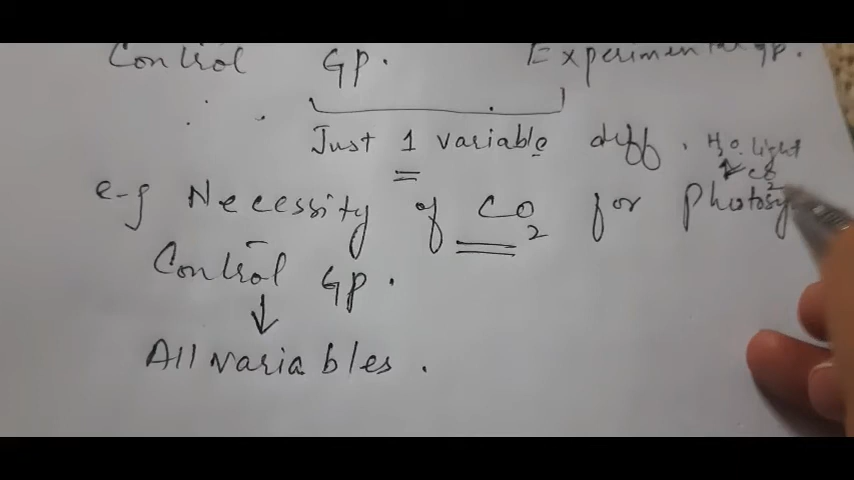 Control GP. Experimental gp.
Just 1 variable diff. H2O. light
CO2
e-g Necessity of CO2 for Photosy
Control GP.
All variables.